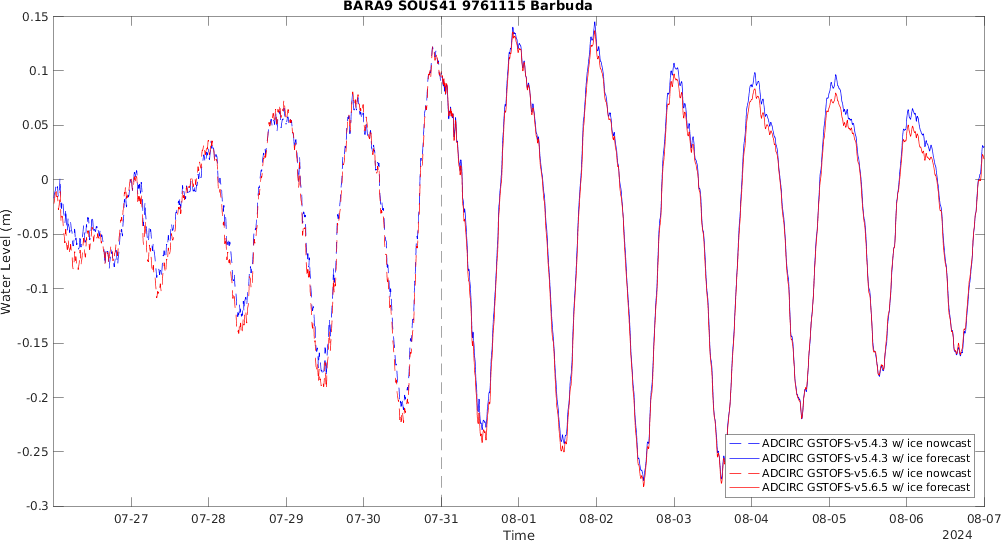 BARA9 SOUS41 9761115 Barbuda
0.15
0.1
0.05
0
-0.05
-0.1
-0.15
-0.2
-0.25
-0.3
Water Level (m)
ADCIRC GSTOFS-v5.4.3 w/ ice nowcast
ADCIRC GSTOFS-v5.4.3 w/ ice forecast
ADCIRC GSTOFS-v5.6.5 w/ ice nowcast
ADCIRC GSTOFS-v5.6.5 w/ ice forecast
07-27 07-28 07-29 07-30 07-31 08-01 08-02 08-03 08-04 08-05 08-06 08-07
Time
2024